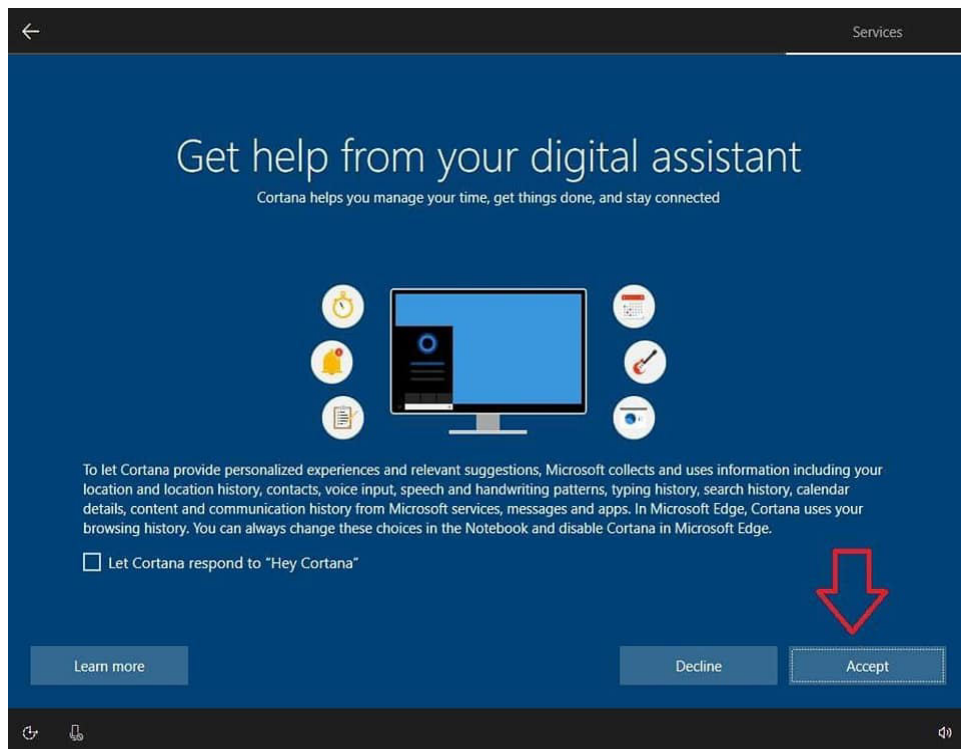 Services
Get help from your digital assistant
Cortana helps you manage your time, get things done, and stay connected
To let Cortana provide personalized experiences and relevant suggestions, Microsoft collects and uses information including your
location and location history, contacts, voice input, speech and handwriting patterns, typing history, search history, calendar
details, content and communication history from Microsoft services, messages and apps. In Microsoft Edge, Cortana uses your
browsing history. You can always change these choices in the Notebook and disable Cortana in Microsoft Edge.
Let Cortana respond to "Hey Cortana"
Learn more
Decline
Accept